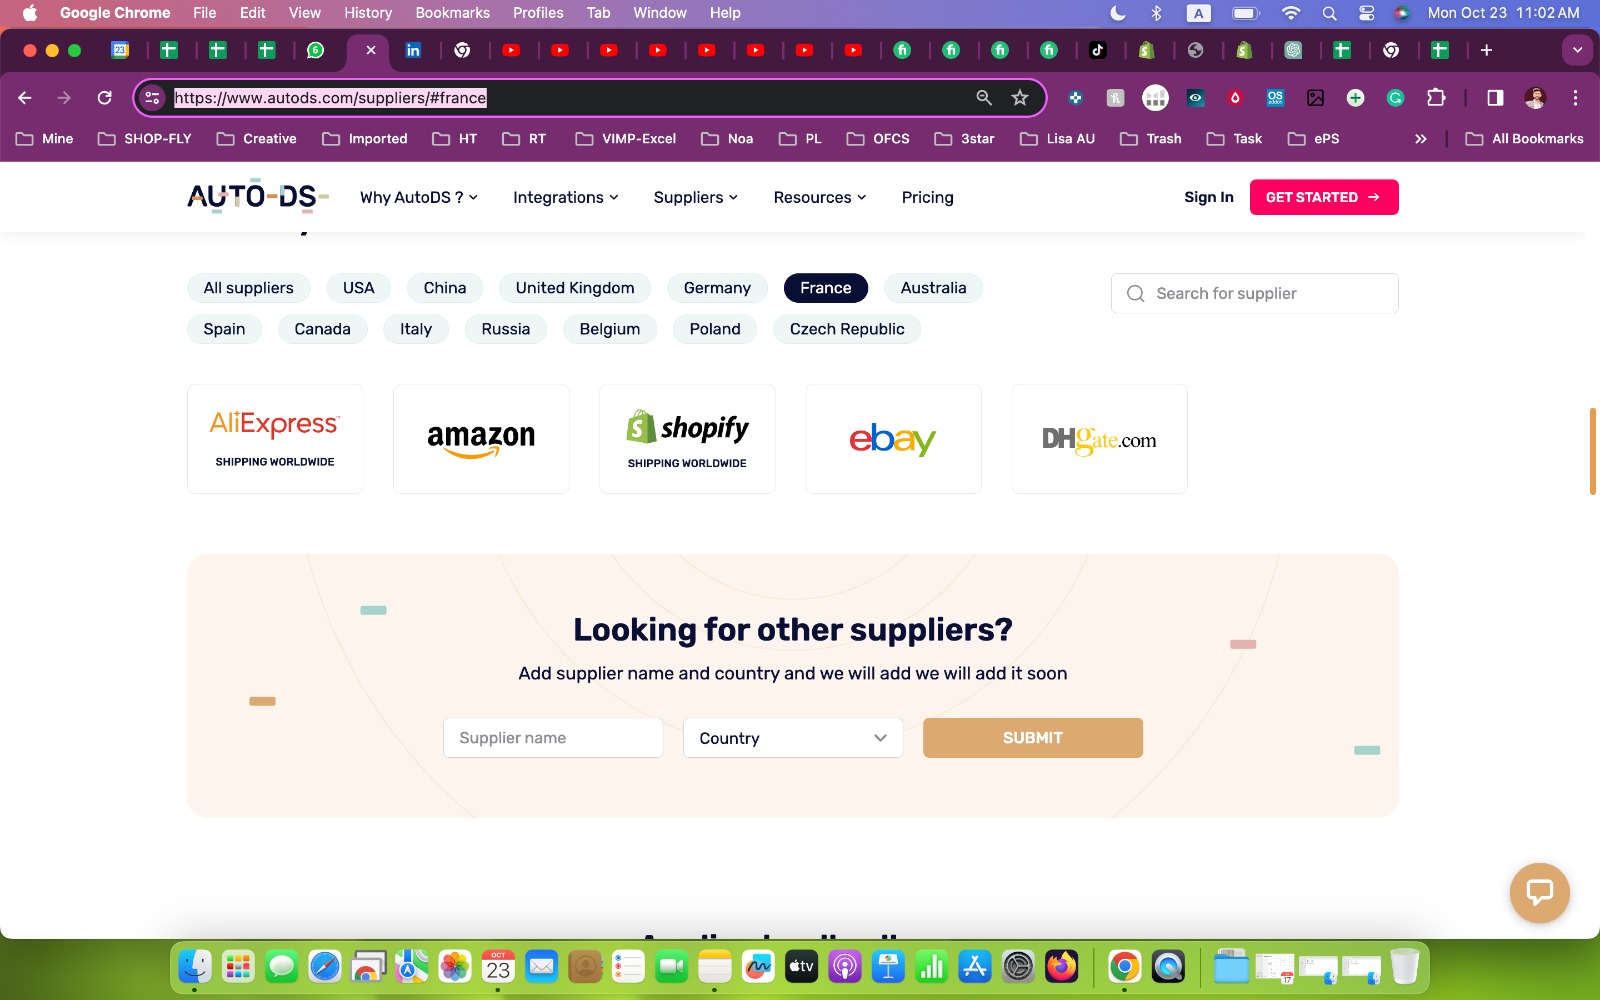 Google Chrome File Edit View History Bookmarks Profiles Tab Window Help A Mon Oct 23 11:02 AM
https://www.autods.com/suppliers/#france
Mine SHOP-FLY Creative Imported HT RT VIMP-Excel Noa PL OFCS 3star Lisa AU Trash Task ePS » All Bookmarks
AUTO-DS- Why AutoDS ? Integrations Suppliers Resources Pricing Sign In GET STARTED →
All suppliers USA China United Kingdom Germany France Australia
Search for supplier
Spain Canada Italy Russia Belgium Poland Czech Republic
AliExpress amazon shopify ebay DHgate.com
SHIPPING WORLDWIDE SHIPPING WORLDWIDE
Looking for other suppliers?
Add supplier name and country and we will add we will add it soon
Supplier name Country SUBMIT
OCT
23
tv
17